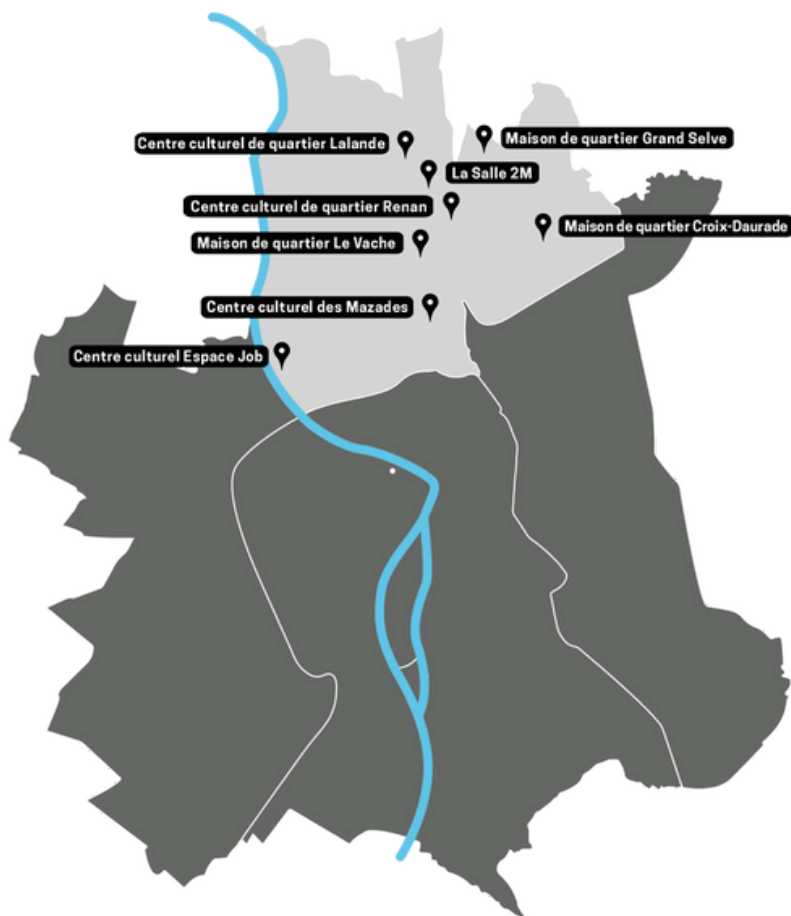 Centre culturel de quartier Lalande
Maison de quartier Grand Selve
La Salle 2M
Centre culturel de quartier Renan
Maison de quartier Croix-Daurade
Maison de quartier Le Vache
Centre culturel des Mazades
Centre culturel Espace Job